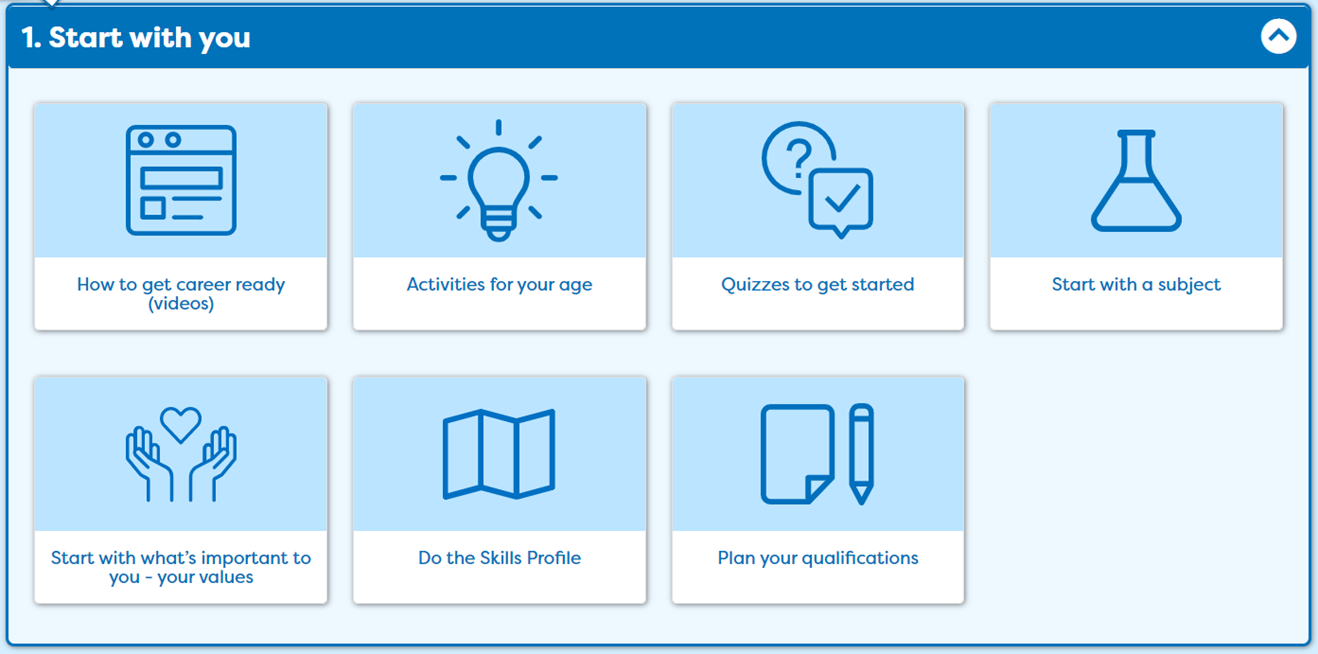 1. Start with you
How to get career ready
(videos)
Activities for your age
Quizzes to get started
Start with a subject
Start with what’s important to
you - your values
Do the Skills Profile
Plan your qualifications